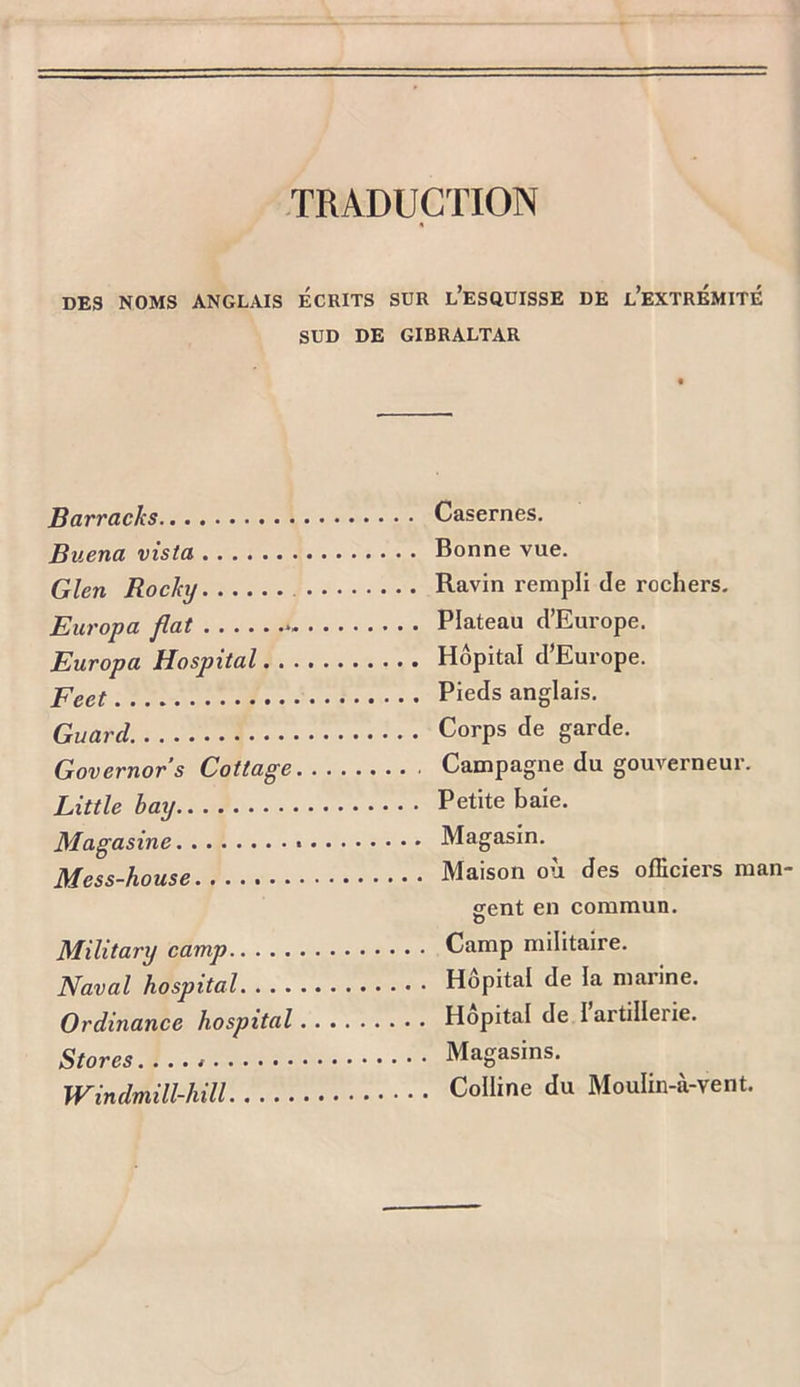 TRADUCTION
DES NOMS ANGLAIS ÉCRITS SUR L'ESQUISSE DE L'EXTRÉMITÉ
SUD DE GIBRALTAR
Barracks.................. Casernes.
Buena vista............... Bonne vue.
Glen Rocky............... Ravin rempli de rochers.
Europa flat............... Plateau d'Europe.
Europa Hospital........... Hôpital d'Europe.
Feet..................... Pieds anglais.
Guard.................... Corps de garde.
Governor's Cottage......... Campagne du gouverneur.
Little bay................. Petite baie.
Magasine................. Magasin.
Mess-house................ Maison où des officiers man-
gent en commun.
Military camp.............. Camp militaire.
Naval hospital............. Hôpital de la marine.
Ordinance hospital......... Hôpital de l'artillerie.
Stores.................... Magasins.
Windmill-hill.............. Colline du Moulin-à-vent.